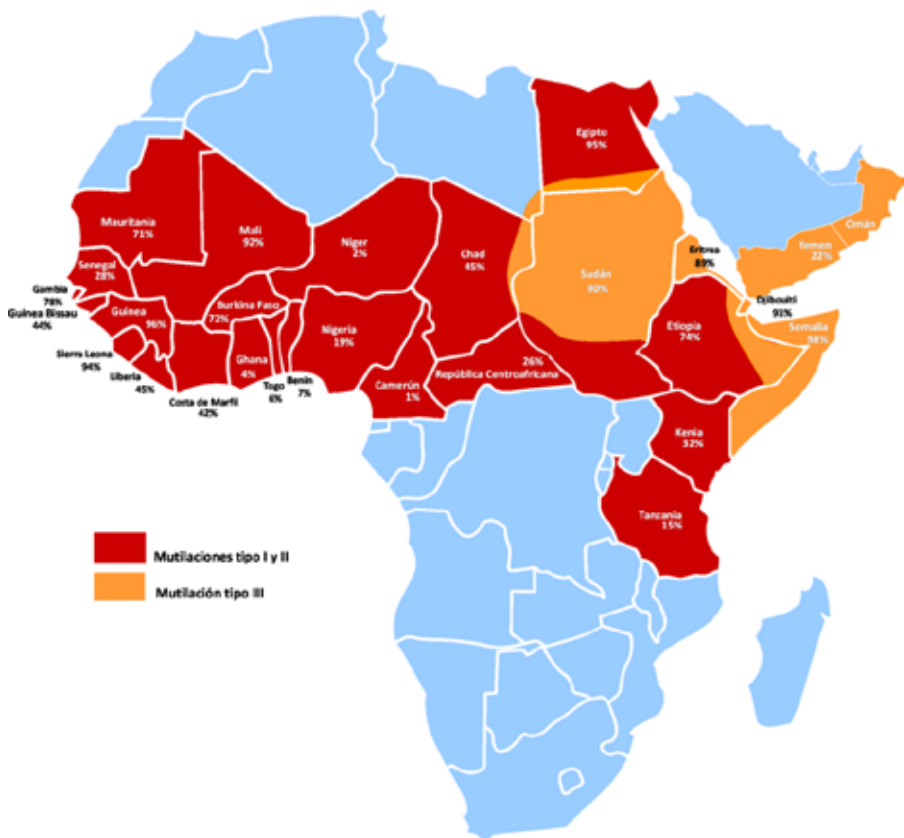 Egipto
95%
Mauritania
71%
Mali
92%
Niger
2%
Chad
45%
Sudán
90%
Eritrea
89%
Yemen
22%
Omán
Senegal
28%
Gambia
78%
Guinea Bissau
44%
Guinea
96%
Burkina Faso
72%
Nigeria
19%
Etiopía
74%
Djibouiti
93%
Somalia
98%
Sierra Leona
94%
Liberia
45%
Costa de Marfil
42%
Ghana
4%
Togo
6%
Benin
7%
Camerún
1%
26%
República Centroafricana
Kenia
32%
Tanzania
15%
Mutilaciones tipo I y II
Mutilación tipo III